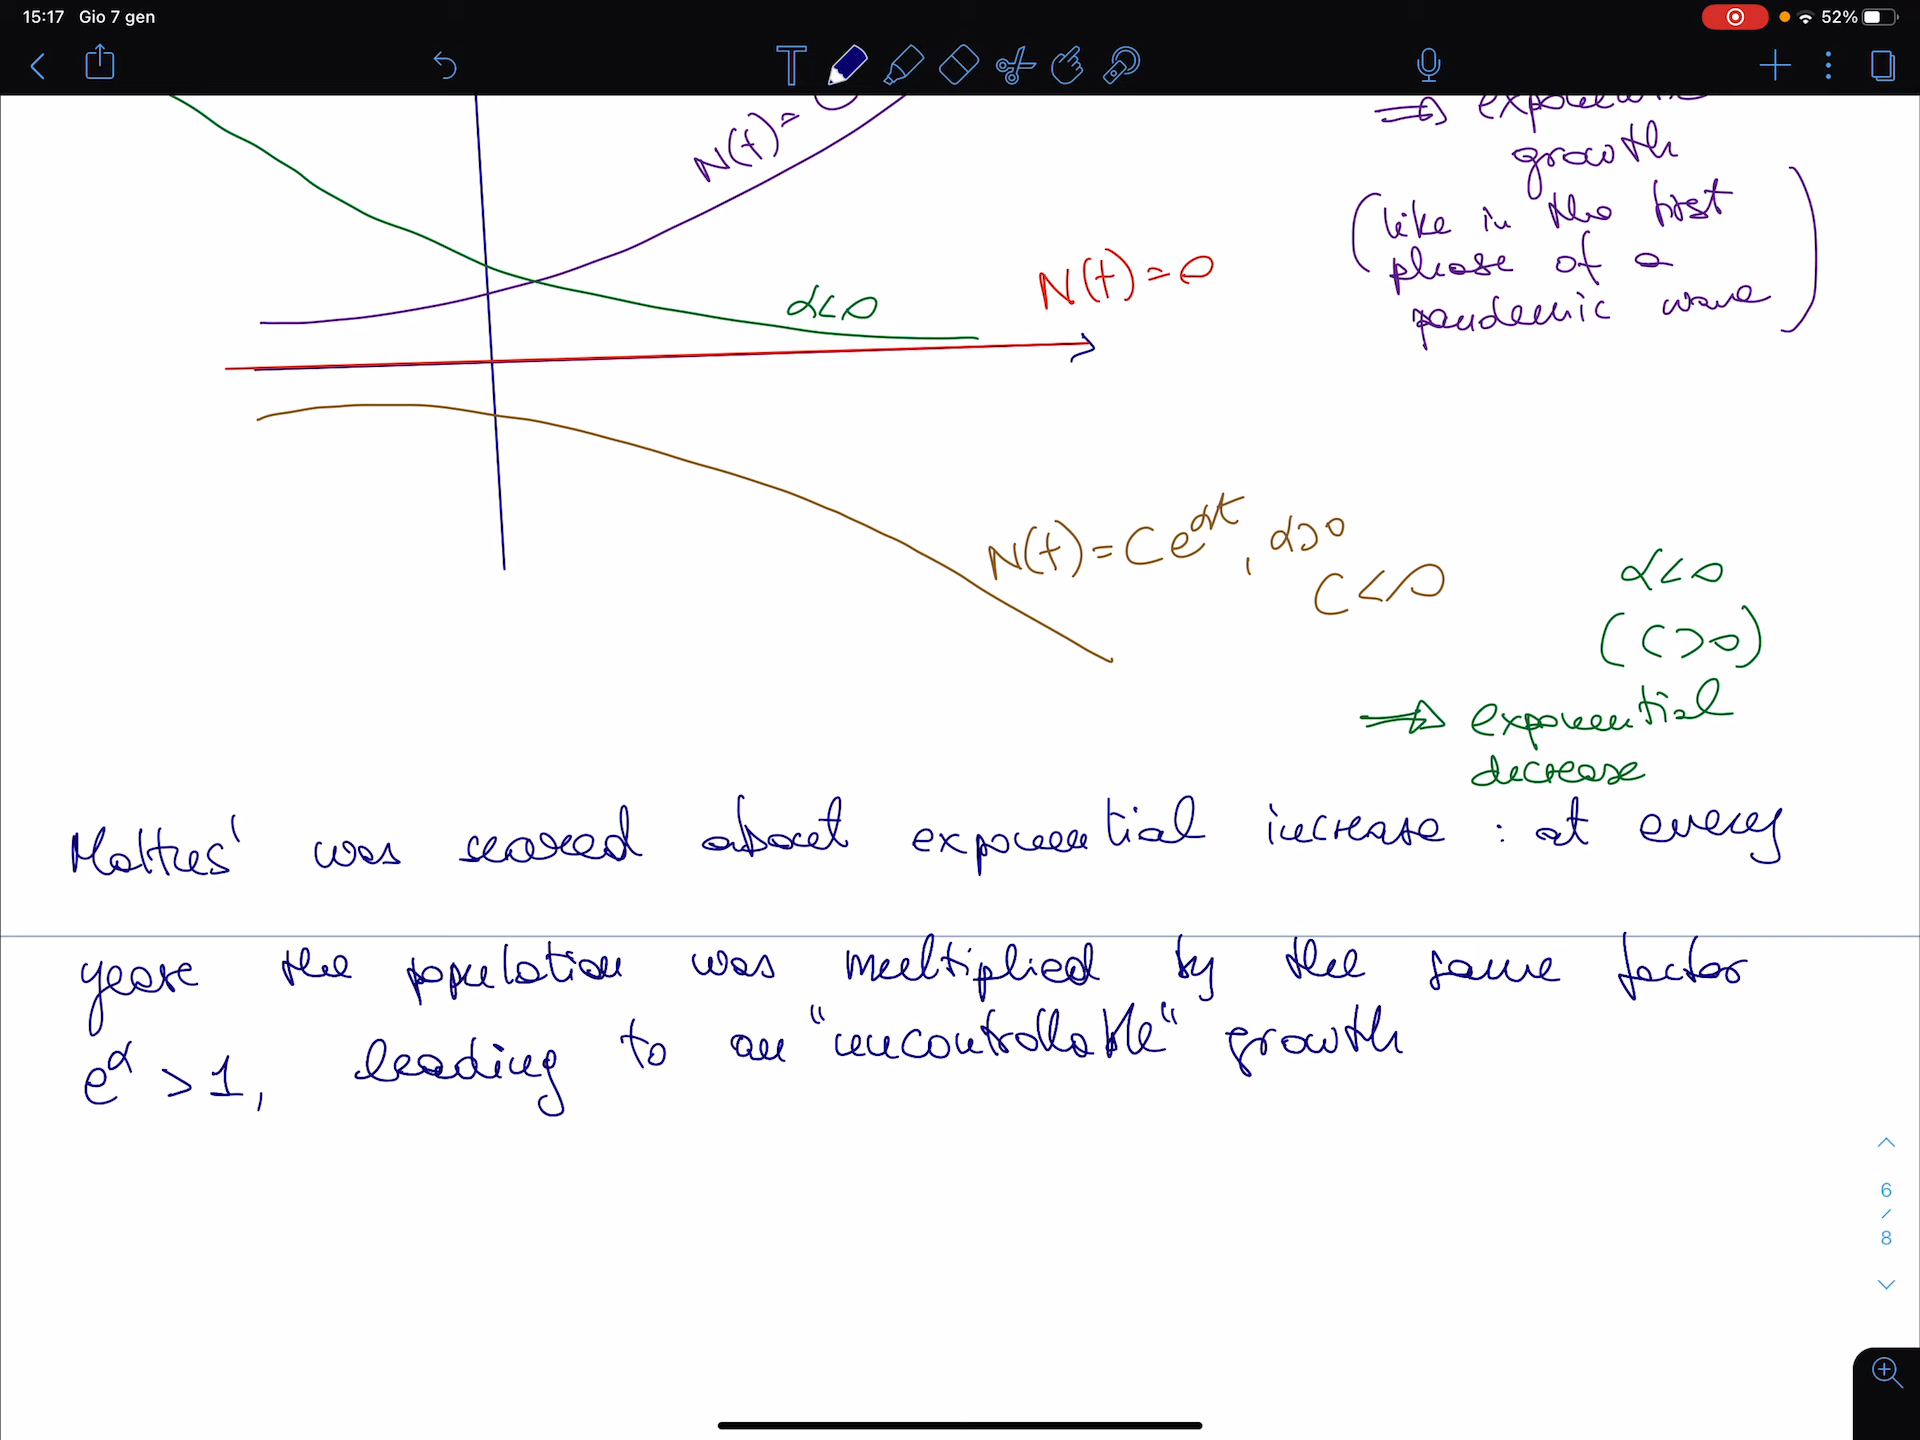 15:17 Gio 7 gen
52%
N(t)=
⇒ exponential
growth
(like in the first
phase of a
pandemic wave)
N(t)=0
α<0
N(t)=Ce^αt, α>0
C<0
α<0
(C>0)
⇒ exponential
decrease
Maltus' was scared about exponential increase: at every
year the population was multiplied by the same factor
e^α > 1, leading to an "uncontrollable" growth
6
/
8